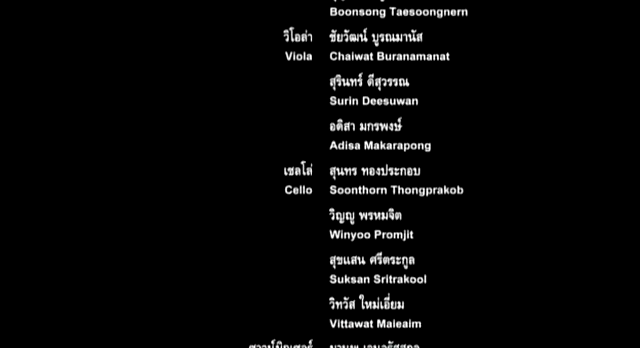 Boonsong Taesoongnern
วิโอล่า ชัยวัฒน์ บูรณมานัส
Viola Chaiwat Buranamanat
สุรินทร์ ดีสุวรรณ
Surin Deesuwan
อดิสา มกรพงษ์
Adisa Makarapong
เชลโล่ สุนทร ทองประกอบ
Cello Soonthorn Thongprakob
วิญญู พรหมจิต
Winyoo Promjit
สุขแสน ศรีตระกูล
Suksan Sritrakool
วิทวัส ใหม่เอี่ยม
Vittawat Maieaim